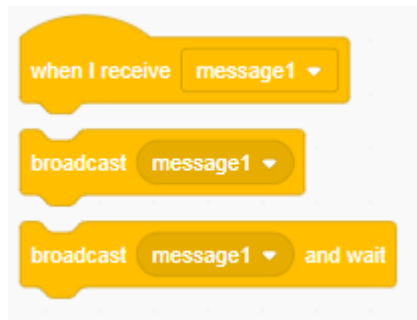 when I receive message1
broadcast message1
broadcast message1 and wait